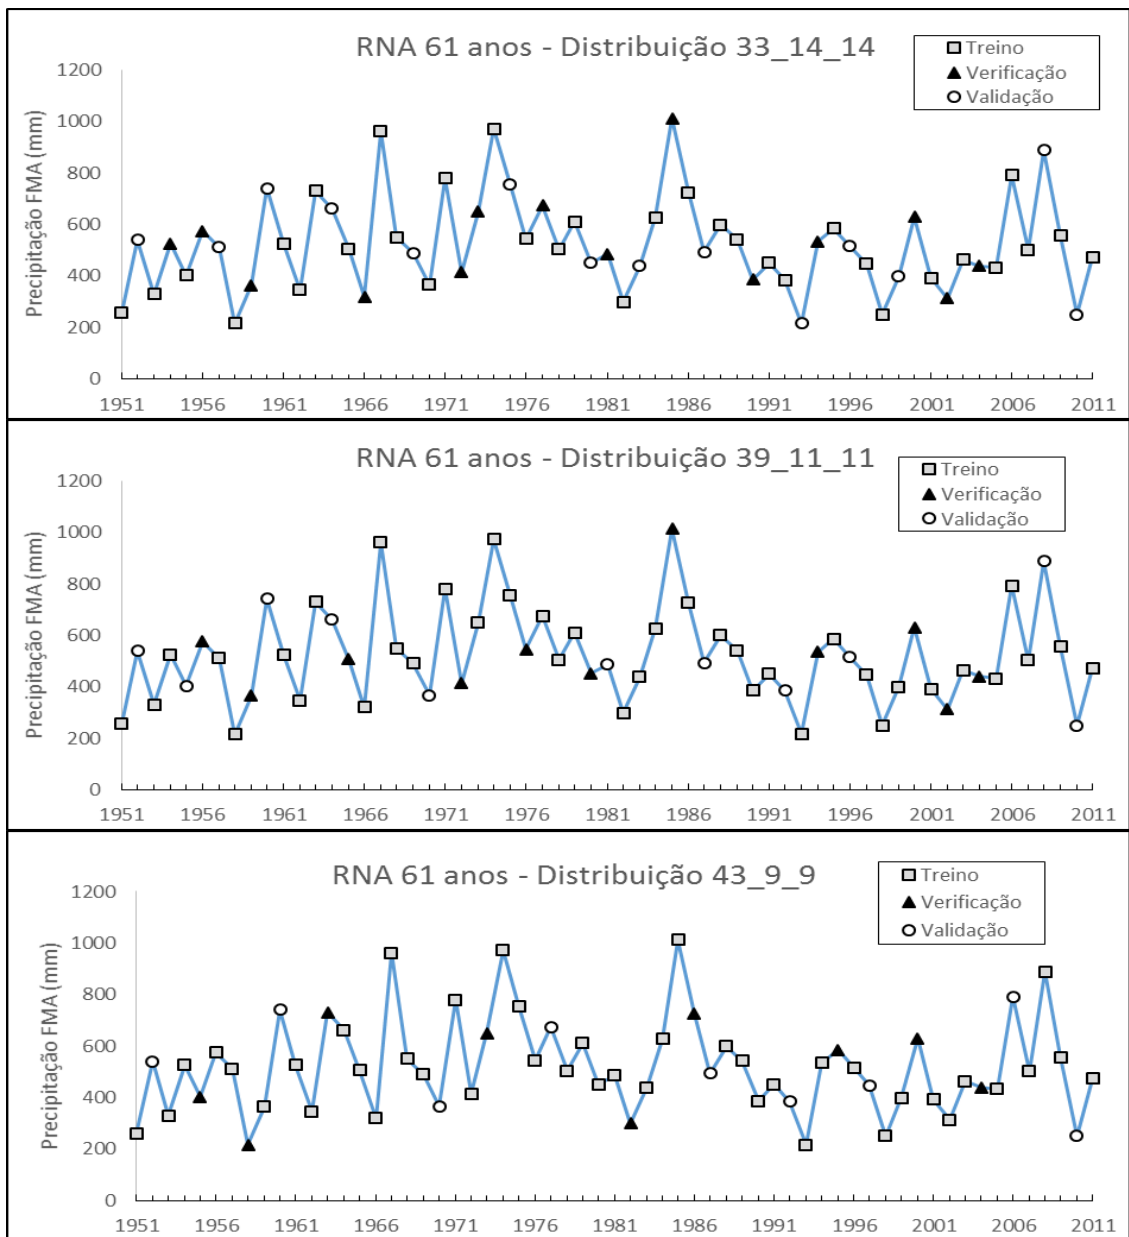 RNA 61 anos - Distribuição 33_14_14
Treino
Verificação
Validação
Precipitação FMA (mm)
1200
1000
800
600
400
200
0
1951 1956 1961 1966 1971 1976 1981 1986 1991 1996 2001 2006 2011
RNA 61 anos - Distribuição 39_11_11
Treino
Verificação
Validação
Precipitação FMA (mm)
1200
1000
800
600
400
200
0
1951 1956 1961 1966 1971 1976 1981 1986 1991 1996 2001 2006 2011
RNA 61 anos - Distribuição 43_9_9
Treino
Verificação
Validação
Precipitação FMA (mm)
1200
1000
800
600
400
200
0
1951 1956 1961 1966 1971 1976 1981 1986 1991 1996 2001 2006 2011